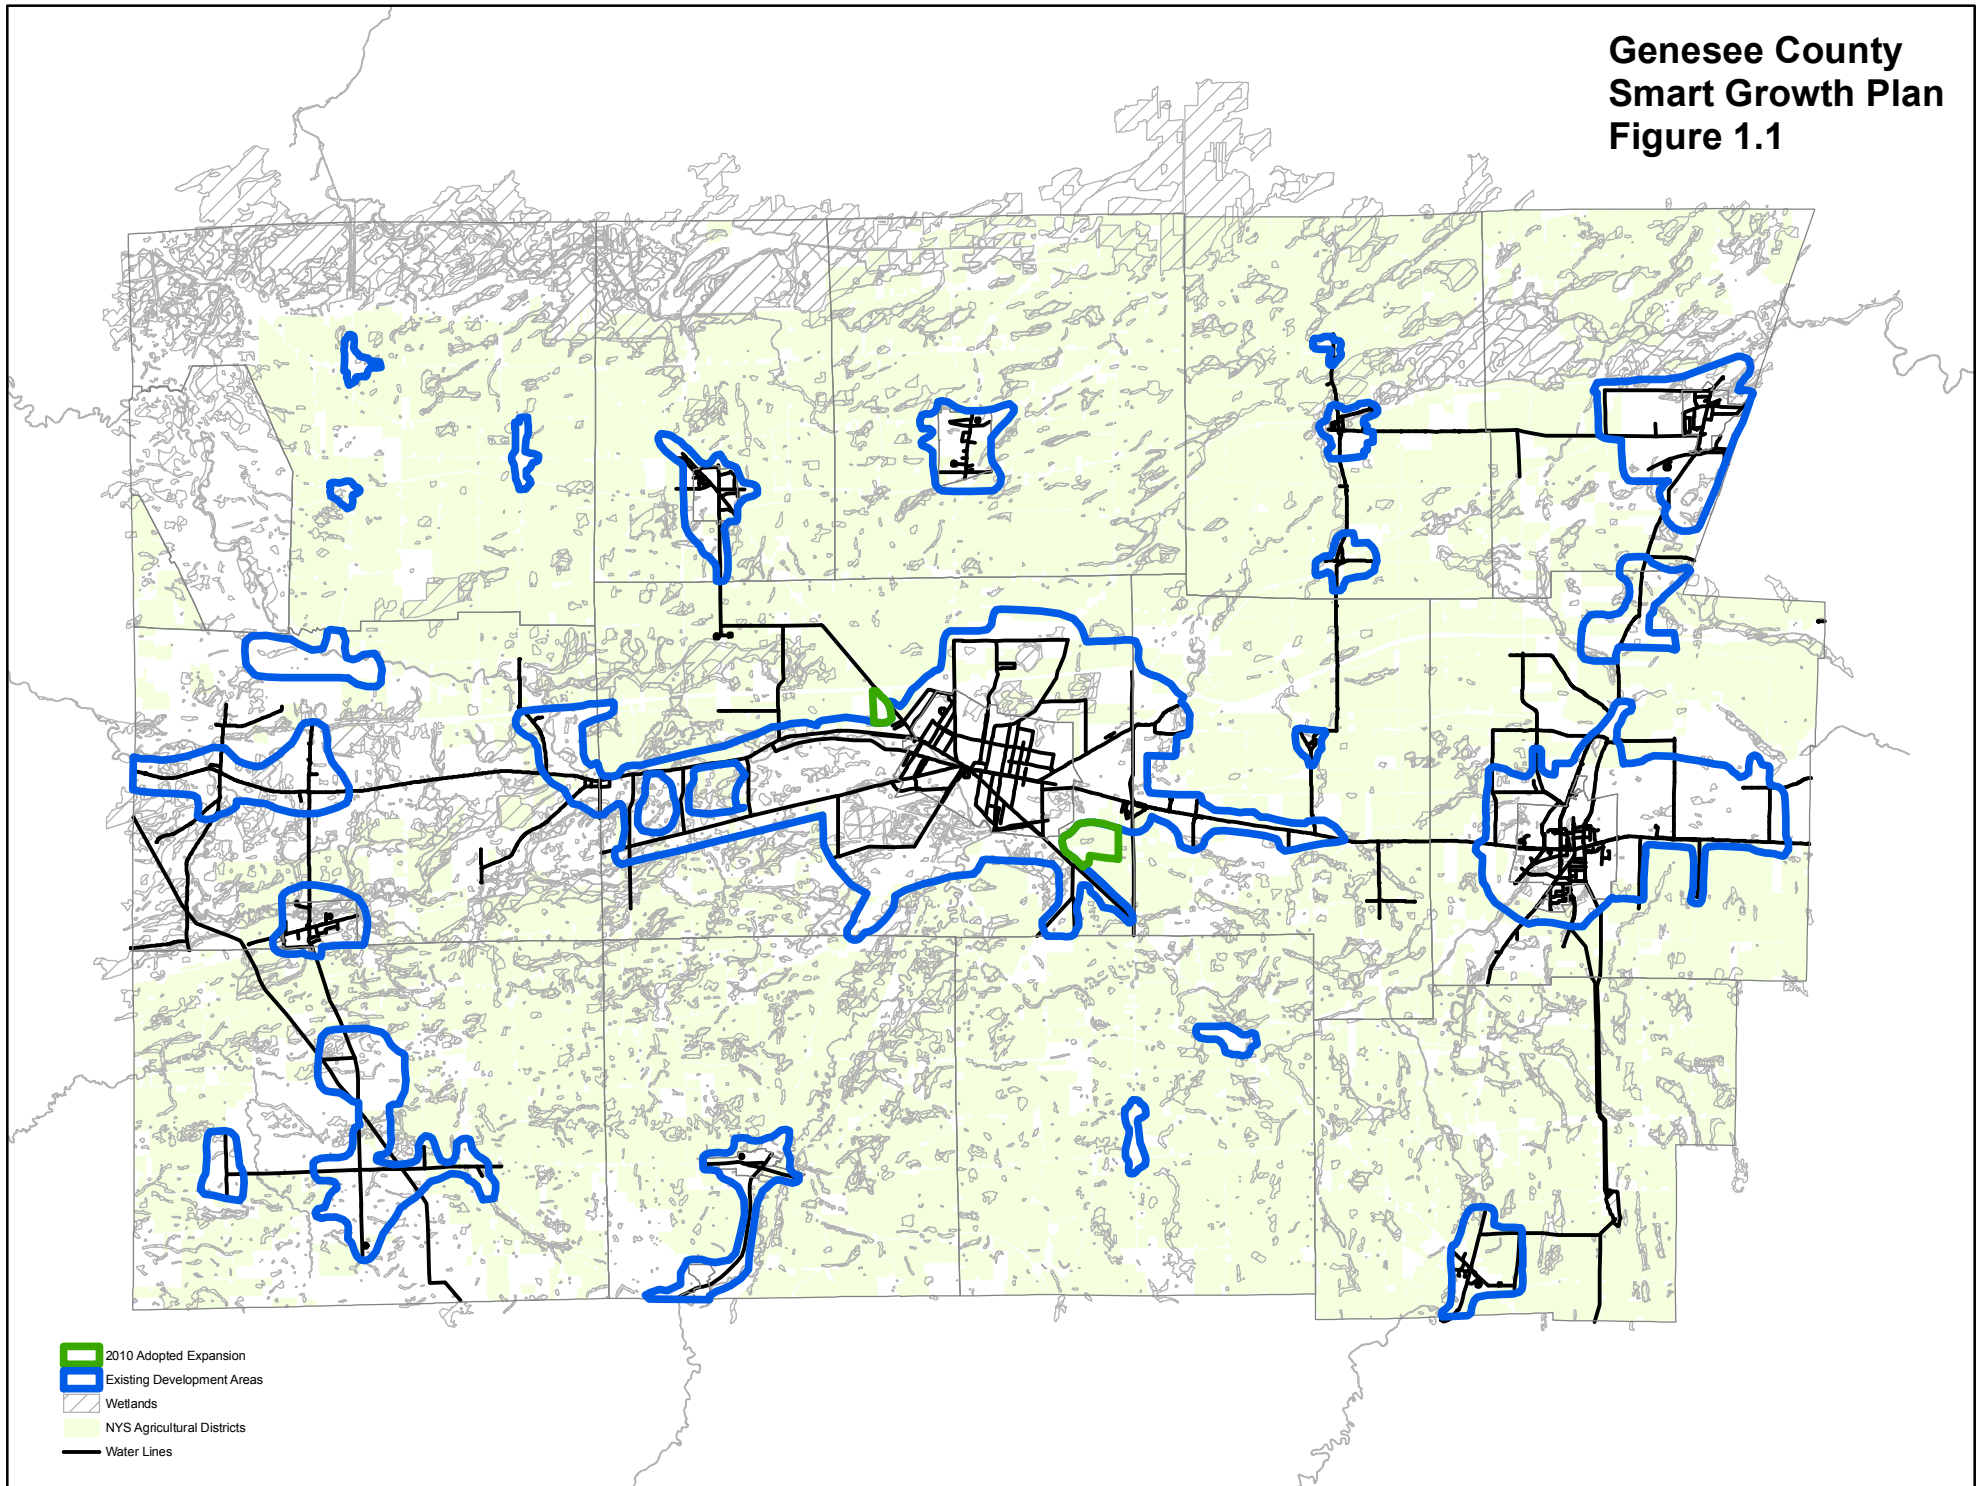 Genesee County
Smart Growth Plan
Figure 1.1
2010 Adopted Expansion
Existing Development Areas
Wetlands
NYS Agricultural Districts
Water Lines